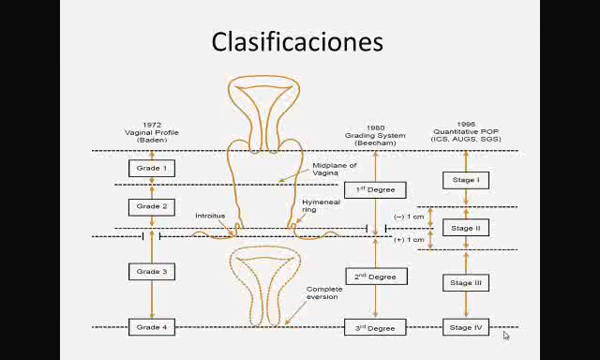 Clasificaciones
1972
Vaginal Profile
(Baden)
1980
Grading System
(Beecham)
1996
Quantitative POP
(ICS, AUGS, SGS)
Grade 1
Midplane of
Vagina
1st Degree
Stage I
Grade 2
Introitus
Hymeneal
ring
(−) 1 cm
Stage II
(+) 1 cm
Grade 3
2nd Degree
Stage III
Complete
eversion
Grade 4
3rd Degree
Stage IV